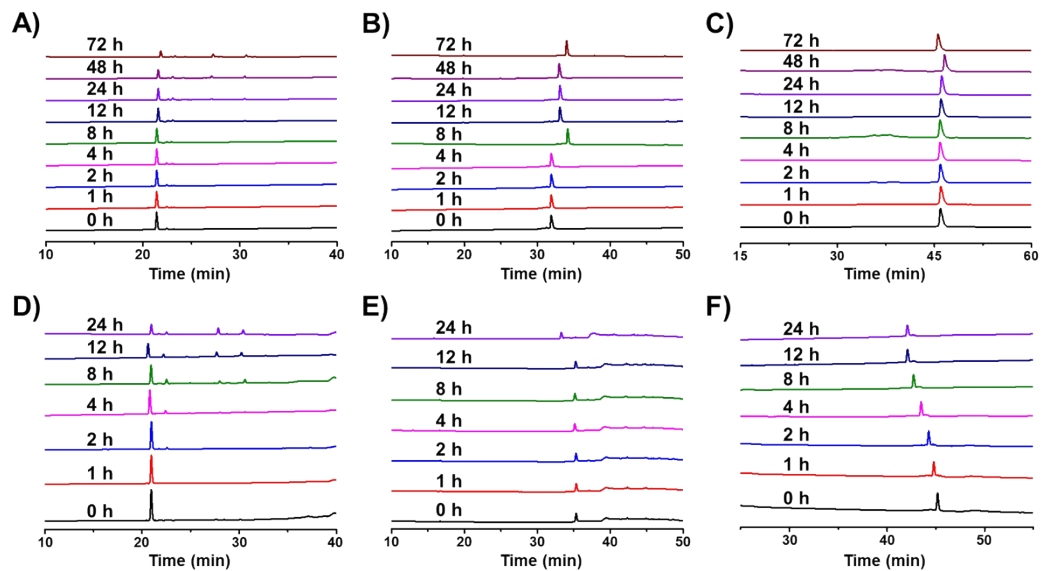 A)
72 h
48 h
24 h
12 h
8 h
4 h
2 h
1 h
0 h
10 20 30 40
Time (min)
B)
72 h
48 h
24 h
12 h
8 h
4 h
2 h
1 h
0 h
10 20 30 40 50
Time (min)
C)
72 h
48 h
24 h
12 h
8 h
4 h
2 h
1 h
0 h
15 30 45 60
Time (min)
D)
24 h
12 h
8 h
4 h
2 h
1 h
0 h
10 20 30 40
Time (min)
E)
24 h
12 h
8 h
4 h
2 h
1 h
0 h
10 20 30 40 50
Time (min)
F)
24 h
12 h
8 h
4 h
2 h
1 h
0 h
30 40 50
Time (min)